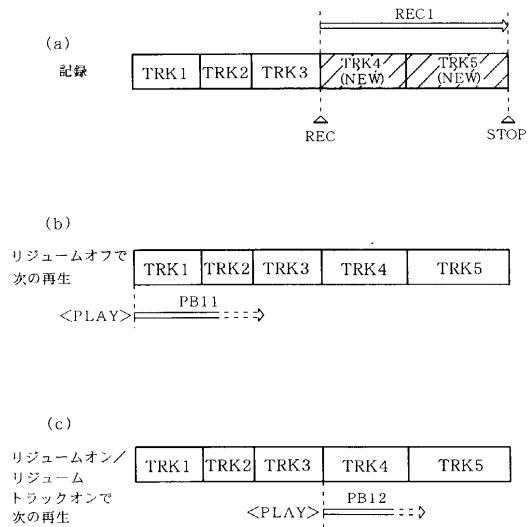 REC1
(a)
記録
TRK1 TRK2 TRK3 TRK4 (NEW) TRK5 (NEW)
REC STOP
(b)
リジュームオフで
次の再生
TRK1 TRK2 TRK3 TRK4 TRK5
<PLAY> PB11
(c)
リジュームオン/
リジューム
トラックオンで
次の再生
TRK1 TRK2 TRK3 TRK4 TRK5
<PLAY> PB12